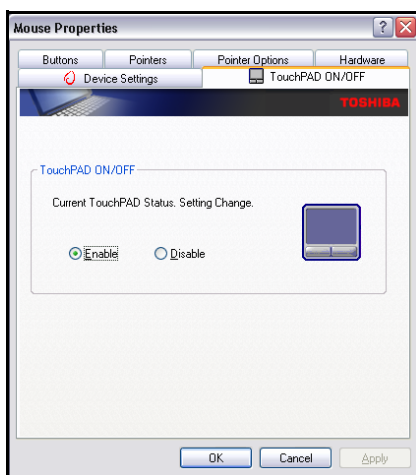 Mouse Properties
Buttons Pointers Pointer Options Hardware
Device Settings TouchPAD ON/OFF
TOSHIBA
TouchPAD ON/OFF
Current TouchPAD Status. Setting Change.
Enable Disable
OK Cancel Apply